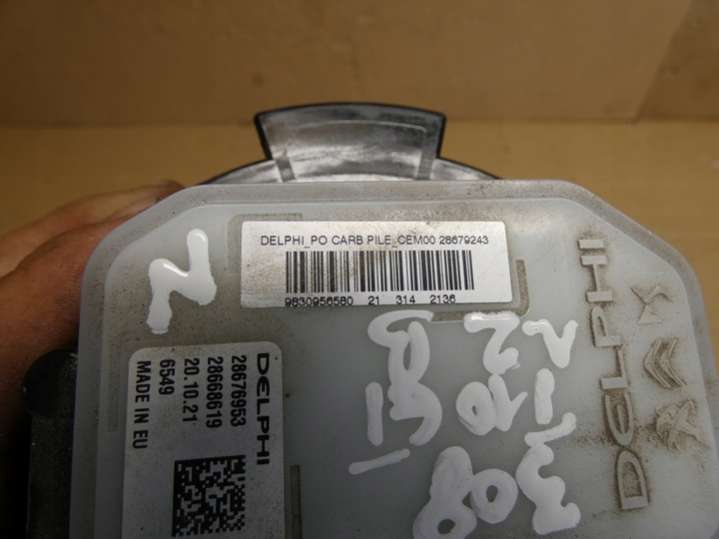 DELPHI_PO CARB PILE_CEM00 28679243
9830956580 21 314 2136
DELPHI
28676953
28668619
20.10.21
6549
MADE IN EU
DELPHI
N
308